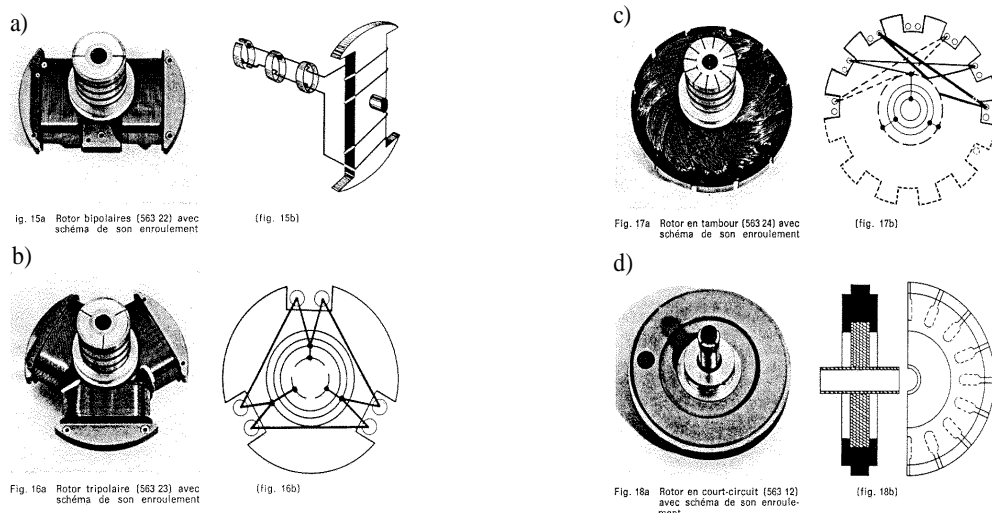 a)
ig. 15a Rotor bipolaires (563 22) avec
schéma de son enroulement
(fig. 15b)
b)
Fig. 16a Rotor tripolaire (563 23) avec
schéma de son enroulement
(fig. 16b)
c)
Fig. 17a Rotor en tambour (563 24) avec
schéma de son enroulement
(fig. 17b)
d)
Fig. 18a Rotor en court-circuit (563 12)
avec schéma de son enroule-
ment
(fig. 18b)